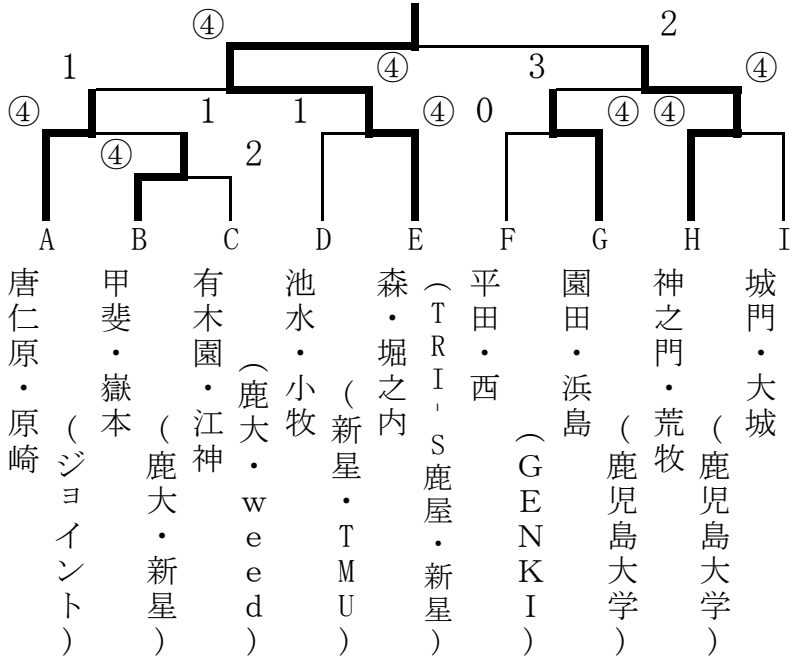 ④ 2
1 ④ 3 ④
④ 1 1 ④ 0 ④ ④
④ 2
A B C D E F G H I
唐仁原・原崎
(ジョイント)
甲斐・嶽本
(鹿大・新星)
有木園・江神
(鹿大・weed)
池水・小牧
(新星・TMU)
森・堀之内
(TRI-S鹿屋・新星)
平田・西
(GENKI)
園田・浜島
(鹿児島大学)
神之門・荒牧
(鹿児島大学)
城門・大城